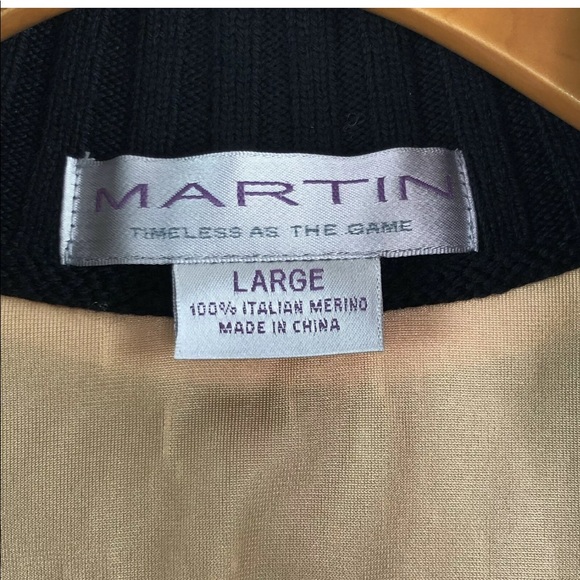 MARTIN
TIMELESS AS THE GAME
LARGE
100% ITALIAN MERINO
MADE IN CHINA